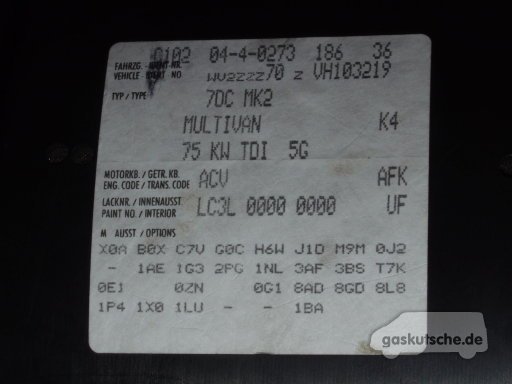 0102 04-4-0273 186 36
FAHRZG.-IDENT-NR.
VEHICLE IDENT NO WV2ZZZ70 Z VH103219
TYP / TYPE 7DC MK2
MULTIVAN K4
75 KW TDI 5G
MOTORKB. / GETR. KB.
ENG. CODE / TRANS. CODE ACV AFK
LACKNR. / INNENAUSST
PAINT NO. / INTERIOR LC3L 0000 0000 UF
M AUSST / OPTIONS
X0A B0X C7V G0C H6W J1D M9M 0J2
- 1AE 1G3 2PG 1NL 3AF 3BS T7K
0EJ 0ZN 0G1 8AD 8GD 8L8
1P4 1X0 1LU - - 1BA
gaskutsche.de